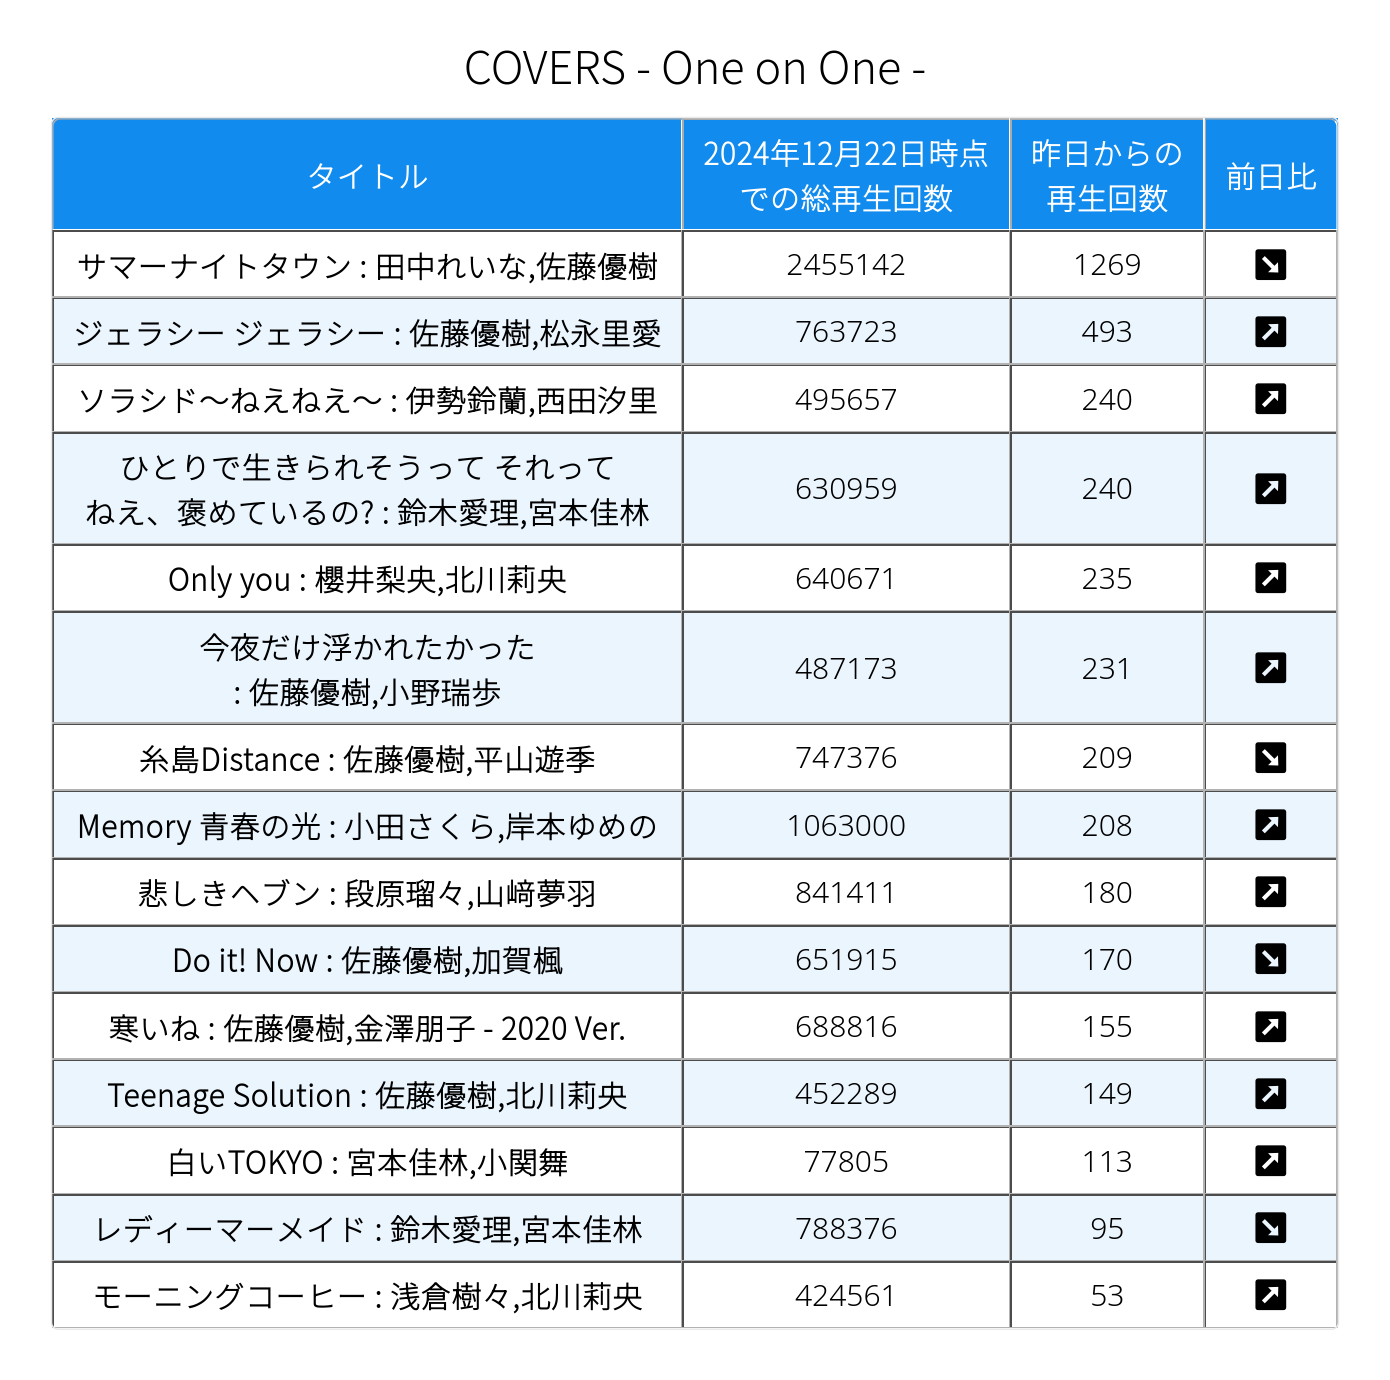 COVERS - One on One -
タイトル
2024年12月22日時点
での総再生回数
昨日からの
再生回数
前日比
サマーナイトタウン : 田中れいな,佐藤優樹
2455142
1269
ジェラシー ジェラシー : 佐藤優樹,松永里愛
763723
493
ソラシド〜ねえねえ〜 : 伊勢鈴蘭,西田汐里
495657
240
ひとりで生きられそうって それって
ねえ、褒めているの? : 鈴木愛理,宮本佳林
630959
240
Only you : 櫻井梨央,北川莉央
640671
235
今夜だけ浮かれたかった
: 佐藤優樹,小野瑞歩
487173
231
糸島Distance : 佐藤優樹,平山遊季
747376
209
Memory 青春の光 : 小田さくら,岸本ゆめの
1063000
208
悲しきヘブン : 段原瑠々,山﨑夢羽
841411
180
Do it! Now : 佐藤優樹,加賀楓
651915
170
寒いね : 佐藤優樹,金澤朋子 - 2020 Ver.
688816
155
Teenage Solution : 佐藤優樹,北川莉央
452289
149
白いTOKYO : 宮本佳林,小関舞
77805
113
レディーマーメイド : 鈴木愛理,宮本佳林
788376
95
モーニングコーヒー : 浅倉樹々,北川莉央
424561
53